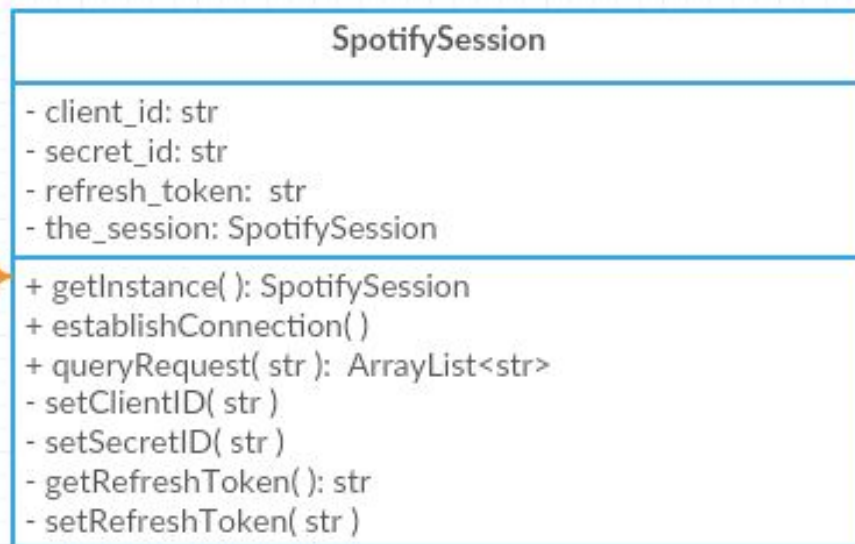 SpotifySession
- client_id: str
- secret_id: str
- refresh_token:  str
- the_session: SpotifySession
+ getInstance( ): SpotifySession
+ establishConnection( )
+ queryRequest( str ):  ArrayList<str>
- setClientID( str )
- setSecretID( str )
- getRefreshToken( ): str
- setRefreshToken( str )